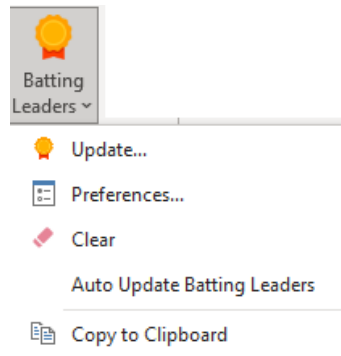 Batting
Leaders
Update...
Preferences...
Clear
Auto Update Batting Leaders
Copy to Clipboard